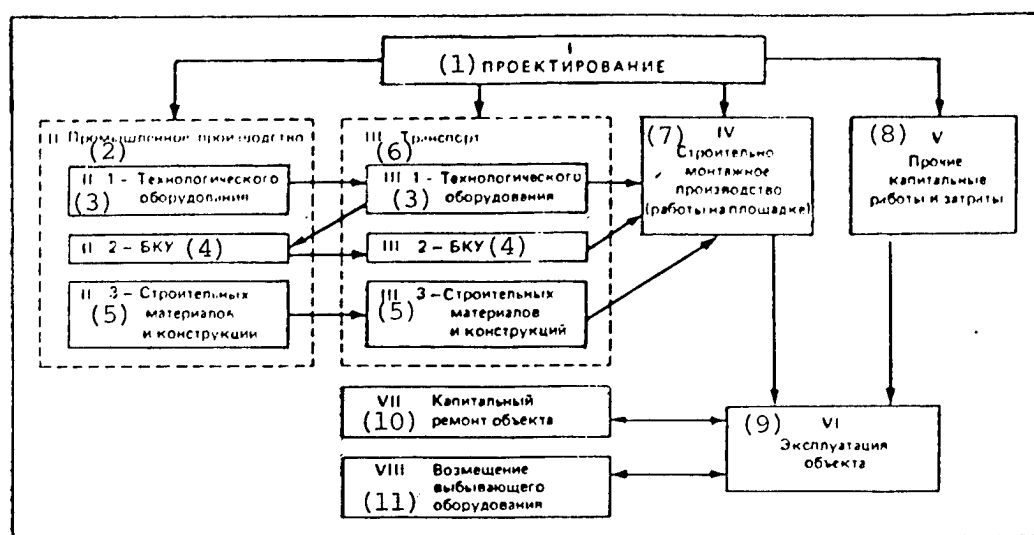 I
(1) ПРОЕКТИРОВАНИЕ
II Промышленное производство
(2)
II 1 – Технологического
(3) оборудования
II 2 – БКУ (4)
II 3 – Строительных
(5) материалов
и конструкции
III Транспорт
(6)
III 1 – Технологического
(3) оборудования
III 2 – БКУ (4)
III 3 – Строительных
(5) материалов
и конструкций
(7) IV
Строительно
монтажное
производство
(работы на площадке)
(8) V
Прочие
капитальные
работы и затраты
VII Капитальный
(10) ремонт объекта
(9) VI
Эксплуатация
объекта
VIII Возмещение
выбывающего
(11) оборудования